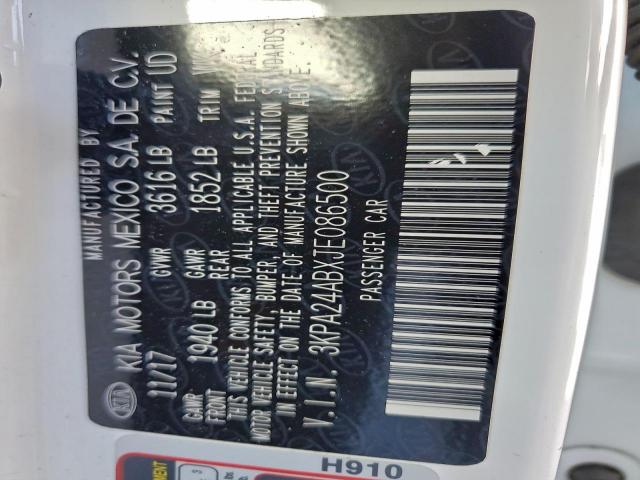 MANUFACTURED BY
KIA MOTORS MEXICO S.A. DE C.V.
11/17 GVWR 3616 LB PAINT UD
GAWR FRONT 1940 LB GAWR REAR 1852 LB TRIM
THIS VEHICLE CONFORMS TO ALL APPLICABLE U.S.A. FEDERAL
MOTOR VEHICLE SAFETY, BUMPER, AND THEFT PREVENTION STANDARDS
IN EFFECT ON THE DATE OF MANUFACTURE SHOWN ABOVE.
V.I.N. 3KPA24ABXJE086500
PASSENGER CAR
KIA
H910